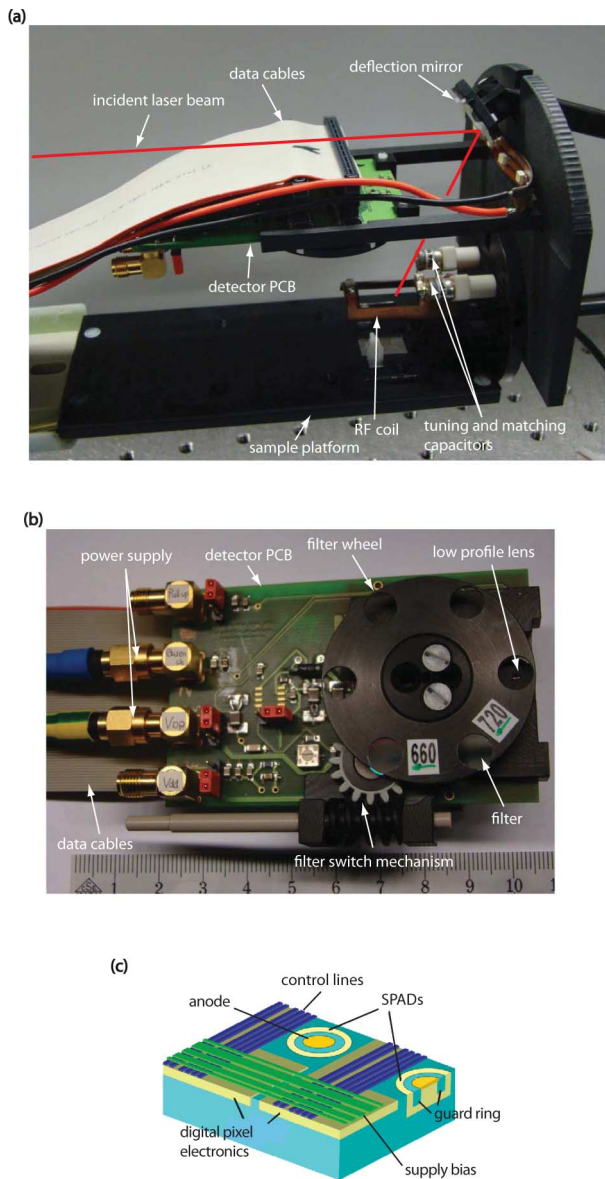 (a)
deflection mirror
data cables
incident laser beam
detector PCB
RF coil
tuning and matching
capacitors
sample platform
(b)
power supply
detector PCB
filter wheel
low profile lens
Vop
Vdd
660
720
filter
filter switch mechanism
data cables
1 2 3 4 5 6 7 8 9 10
(c)
control lines
anode
SPADs
guard ring
digital pixel
electronics
supply bias